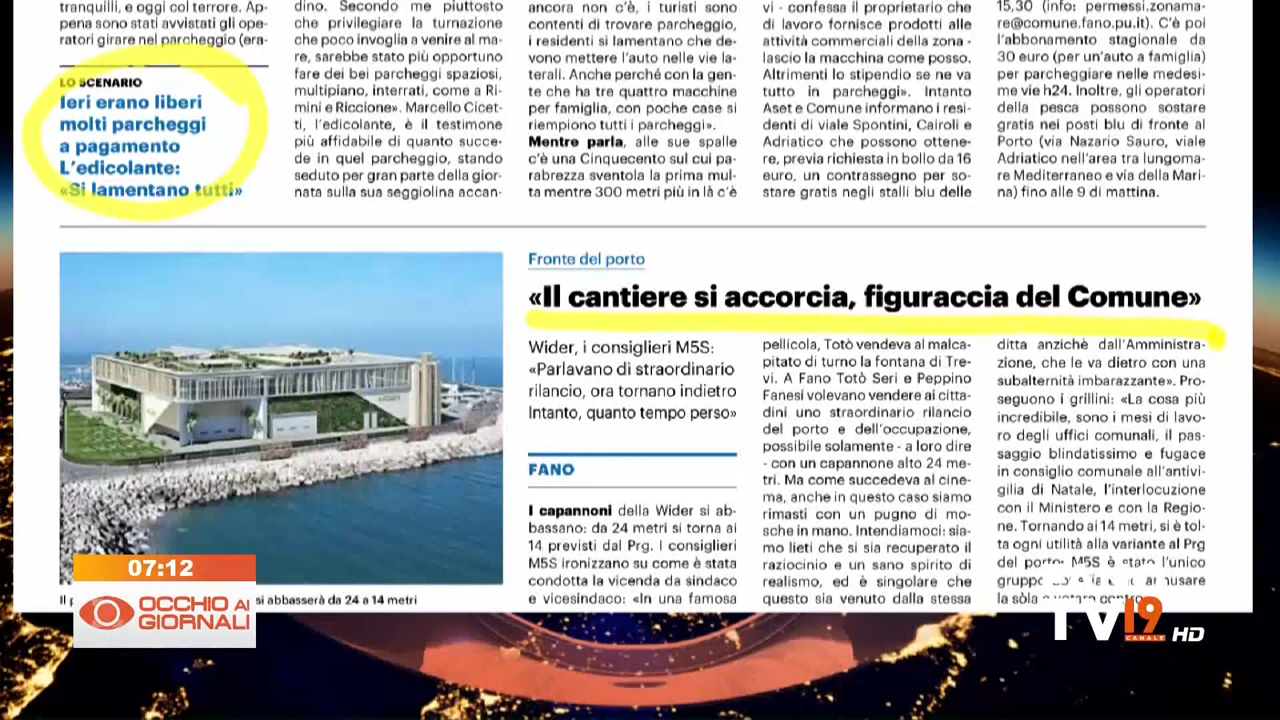 tranquilli, e oggi col terrore. Ap-
pena sono stati avvistati gli ope-
ratori girare nel parcheggio (era-
LO SCENARIO
Ieri erano liberi
molti parcheggi
a pagamento
L'edicolante:
«Si lamentano tutti»
dino. Secondo me piuttosto
che privilegiare la turnazione
che poco invoglia a venire al ma-
re, sarebbe stato più opportuno
fare dei bei parcheggi spaziosi,
multipiano, interrati, come a Ri-
mini e Riccione». Marcello Cicet-
ti, l'edicolante, è il testimone
più affidabile di quanto succe-
de in quel parcheggio, stando
seduto per gran parte della gior-
nata sulla sua seggiolina accan-
ancora non c'è, i turisti sono
contenti di trovare parcheggio,
i residenti si lamentano che de-
vono mettere l'auto nelle vie la-
terali. Anche perché con la gen-
te che ha tre quattro macchine
per famiglia, con poche case si
riempiono tutti i parcheggi».
Mentre parla, alle sue spalle
c'è una Cinquecento sul cui pa-
rabrezza sventola la prima mul-
ta mentre 300 metri più in là c'è
vi - confessa il proprietario che
di lavoro fornisce prodotti alle
attività commerciali della zona -
lascio la macchina come posso.
Altrimenti lo stipendio se ne va
tutto in parcheggi». Intanto
Aset e Comune informano i resi-
denti di viale Spontini, Cairoli e
Adriatico che possono ottene-
re, previa richiesta in bollo da 16
euro, un contrassegno per so-
stare gratis negli stalli blu delle
15,30 (info: permessi.zonama-
re@comune.fano.pu.it). C'è poi
l'abbonamento stagionale da
30 euro (per un'auto a famiglia)
per parcheggiare nelle medesi-
me vie h24. Inoltre, gli operatori
della pesca possono sostare
gratis nei posti blu di fronte al
Porto (via Nazario Sauro, viale
Adriatico nell'area tra lungoma-
re Mediterraneo e via della Mari-
na) fino alle 9 di mattina.
Fronte del porto
«Il cantiere si accorcia, figuraccia del Comune»
Wider, i consiglieri M5S:
«Parlavano di straordinario
rilancio, ora tornano indietro
Intanto, quanto tempo perso»
FANO
I capannoni della Wider si ab-
bassano: da 24 metri si torna ai
14 previsti dal Prg. I consiglieri
M5S ironizzano su come è stata
condotta la vicenda da sindaco
e vicesindaco: «In una famosa
pellicola, Totò vendeva al malca-
pitato di turno la fontana di Tre-
vi. A Fano Totò Seri e Peppino
Fanesi volevano vendere ai citta-
dini uno straordinario rilancio
del porto e dell'occupazione,
possibile solamente - a loro dire
- con un capannone alto 24 me-
tri. Ma come succedeva al cine-
ma, anche in questo caso siamo
rimasti con un pugno di mo-
sche in mano. Intendiamoci: sia-
mo lieti che si sia recuperato il
raziocinio e un sano spirito di
realismo, ed è singolare che
questo sia venuto dalla stessa
ditta anzichè dall'Amministra-
zione, che le va dietro con una
subalternità imbarazzante». Pro-
seguono i grillini: «La cosa più
incredibile, sono i mesi di lavo-
ro degli uffici comunali, il pas-
saggio blindatissimo e fugace
in consiglio comunale all'antivi-
gilia di Natale, l'interlocuzione
con il Ministero e con la Regio-
ne. Tornando ai 14 metri, si è tol-
ta ogni utilità alla variante al Prg
del porto: M5S è stato l'unico
gruppo
la sòla
si abbasserà da 24 a 14 metri
07:12
OCCHIO AI
GIORNALI
TV19
CANALE
HD